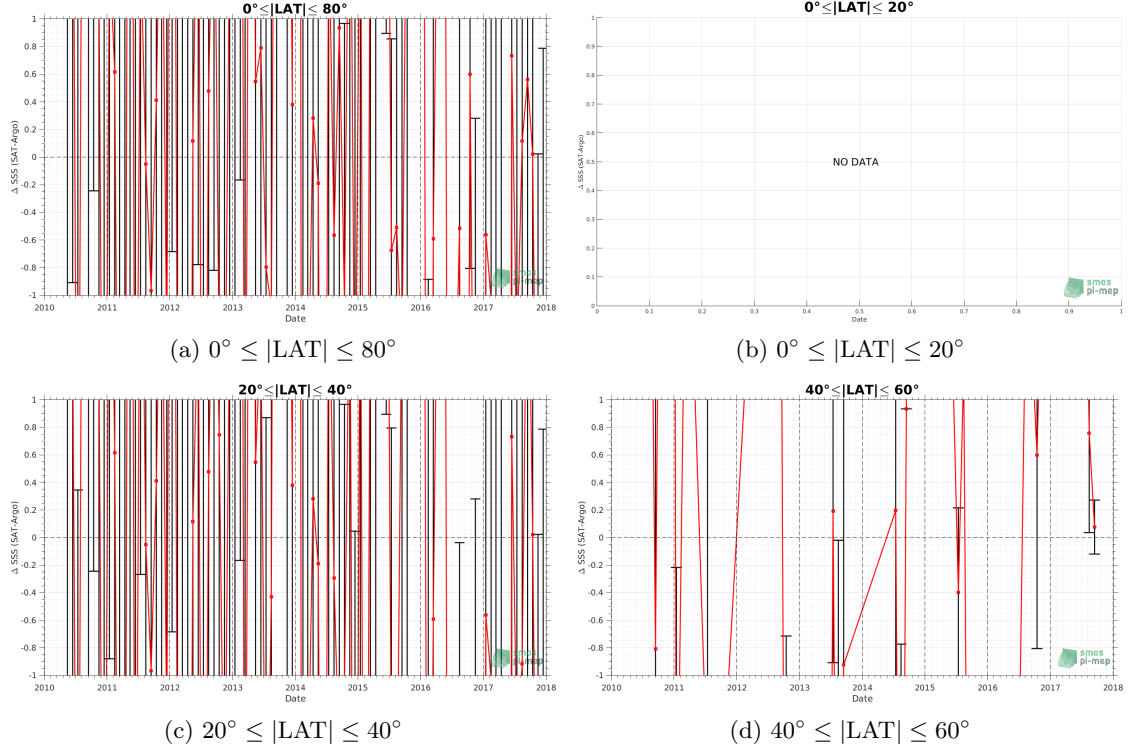 0°≤|LAT|≤ 80°
1
0.8
0.6
0.4
0.2
0
-0.2
-0.4
-0.6
-0.8
-1
Δ SSS (SAT-Argo)
2010 2011 2012 2013 2014 2015 2016 2017 2018
Date
smos
pi-mep
(a) 0° ≤ |LAT| ≤ 80°
0°≤|LAT|≤ 20°
1
0.9
0.8
0.7
0.6
0.5
0.4
0.3
0.2
0.1
0
Δ SSS (SAT-Argo)
NO DATA
0 0.1 0.2 0.3 0.4 0.5 0.6 0.7 0.8 0.9 1
Date
smos
pi-mep
(b) 0° ≤ |LAT| ≤ 20°
20°≤|LAT|≤ 40°
1
0.8
0.6
0.4
0.2
0
-0.2
-0.4
-0.6
-0.8
-1
Δ SSS (SAT-Argo)
2010 2011 2012 2013 2014 2015 2016 2017 2018
Date
smos
pi-mep
(c) 20° ≤ |LAT| ≤ 40°
40°≤|LAT|≤ 60°
1
0.8
0.6
0.4
0.2
0
-0.2
-0.4
-0.6
-0.8
-1
Δ SSS (SAT-Argo)
2010 2011 2012 2013 2014 2015 2016 2017 2018
Date
smos
pi-mep
(d) 40° ≤ |LAT| ≤ 60°